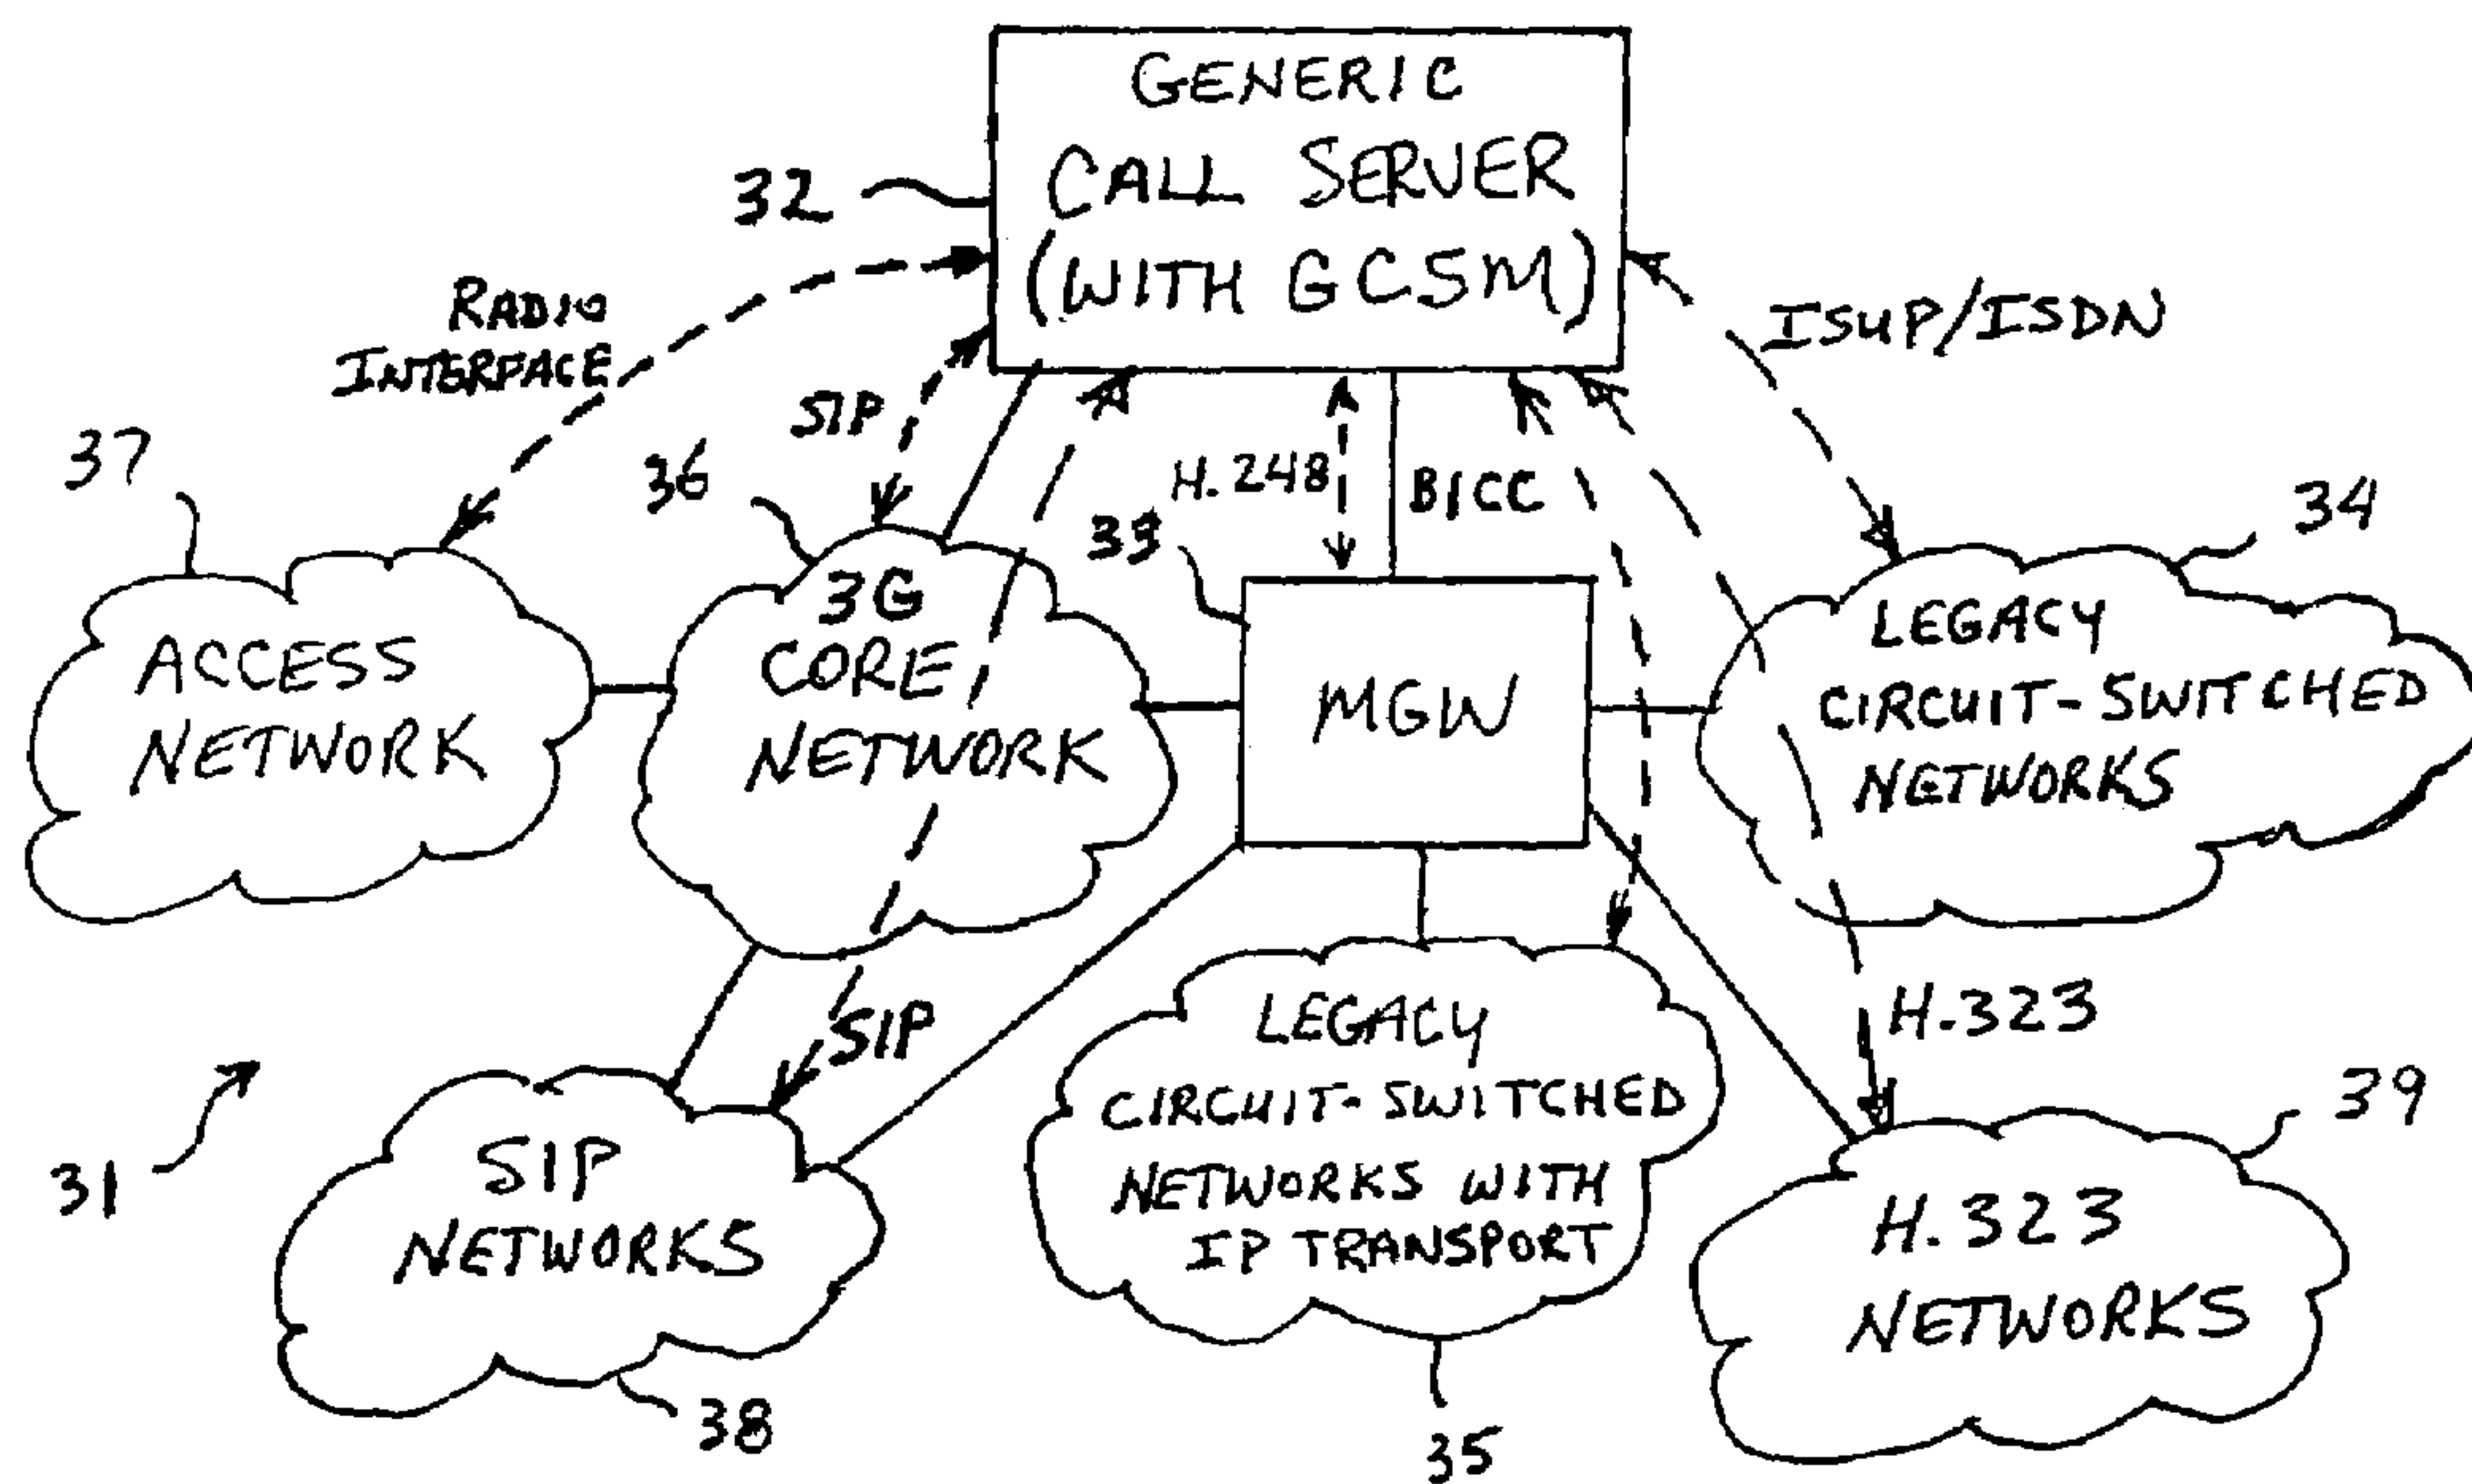 GENERIC
CALL SERVER
(WITH GCSM)
32
RADIO
INTERFACE
ISUP/ISDN
SIP
37
36
H.248
BICC
34
33
3G
CORE
NETWORK
ACCESS
NETWORK
MGW
LEGACY
CIRCUIT-SWITCHED
NETWORKS
SIP
H.323
LEGACY
CIRCUIT-SWITCHED
NETWORKS WITH
IP TRANSPORT
31
SIP
NETWORKS
39
H.323
NETWORKS
38
35